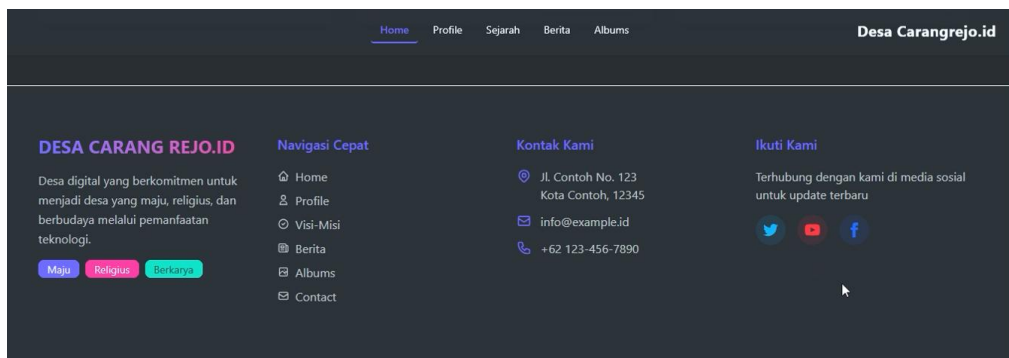 Home Profile Sejarah Berita Albums Desa Carangrejo.id
DESA CARANG REJO.ID
Desa digital yang berkomitmen untuk
menjadi desa yang maju, religius, dan
berbudaya melalui pemanfaatan
teknologi.
Maju Religius Berkarya
Navigasi Cepat
Home
Profile
Visi-Misi
Berita
Albums
Contact
Kontak Kami
Jl. Contoh No. 123
Kota Contoh, 12345
info@example.id
+62 123-456-7890
Ikuti Kami
Terhubung dengan kami di media sosial
untuk update terbaru